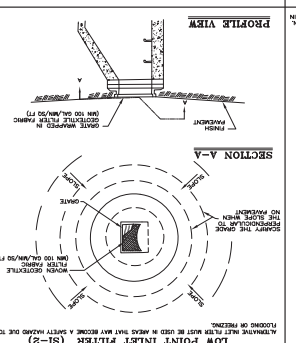 LOW POINT INLET FILTER (SI-2)
ALTERNATIVE INLET FILTER MUST BE USED IN AREAS THAT MAY BECOME A SAFETY HAZARD DUE TO
FLOODING OR FREEZING.
WOVEN GEOTEXTILE
FILTER FABRIC
(MIN 100 GAL/MIN/SQ FT)
GRATE
SLOPE
SLOPE
SLOPE
SLOPE
SCARIFY THE GRADE
PERPENDICULAR TO
THE SLOPE WHEN
NO PAVEMENT
SECTION A-A
FINISH
PAVEMENT
A
A
GRATE WRAPPED IN
GEOTEXTILE FILTER FABRIC
(MIN 100 GAL/MIN/SQ FT)
PROFILE VIEW